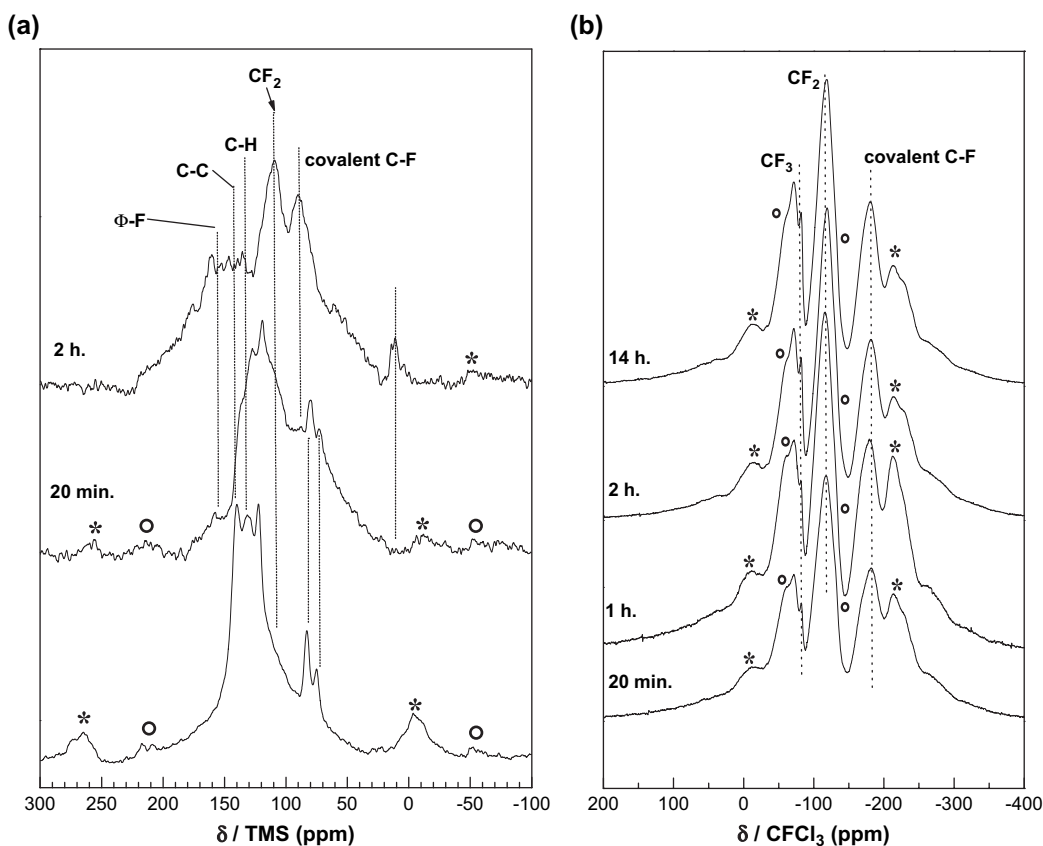 (a)
CF₂
C-H
C-C
covalent C-F
Φ-F
2 h.
*
20 min.
* ○ * ○
* ○ * ○
300 250 200 150 100 50 0 -50 -100
δ / TMS (ppm)
(b)
CF₂
CF₃
covalent C-F
14 h.
2 h.
1 h.
20 min.
200 100 0 -100 -200 -300 -400
δ / CFCl₃ (ppm)